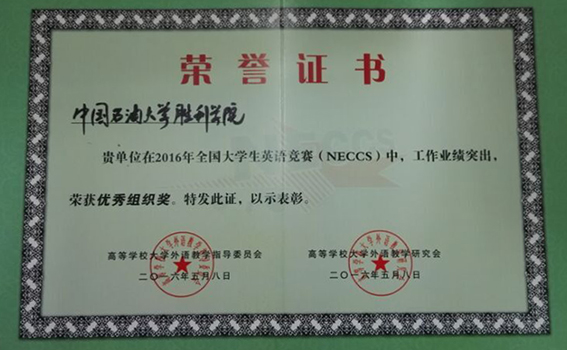 荣誉证书
中国石油大学胜利学院
NECCS
贵单位在2016年全国大学生英语竞赛（NECCS）中，工作业绩突出，
荣获优秀组织奖。特发此证，以示表彰。
高等学校大学外语教学指导委员会
二〇一六年五月八日
高等学校大学外语教学研究会
二〇一六年五月八日